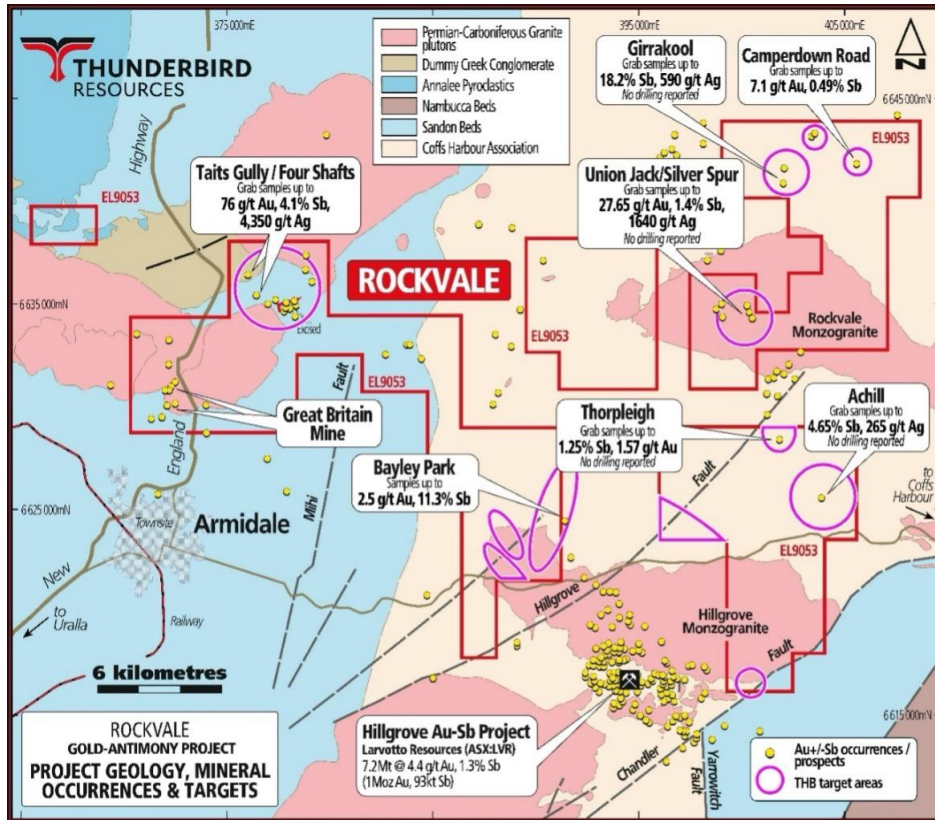 375 000mE
395 000mE
405 000mE
THUNDERBIRD
RESOURCES
Permian-Carboniferous Granite
plutons
Dummy Creek Conglomerate
Annalee Pyroclastics
Nambucca Beds
Sandon Beds
Coffs Harbour Association
Girrakool
Grab samples up to
18.2% Sb, 590 g/t Ag
No drilling reported
Camperdown Road
Grab samples up to
7.1 g/t Au, 0.49% Sb
N
6 645 000mN
Highway
EL9053
Taits Gully / Four Shafts
Grab samples up to
76 g/t Au, 4.1% Sb,
4,350 g/t Ag
Union Jack/Silver Spur
Grab samples up to
27.65 g/t Au, 1.4% Sb,
1640 g/t Ag
No drilling reported
EL9053
ROCKVALE
6 635 000mN
6 635 000mN
Excised
EL9053
Rockvale
Monzogranite
Fault
EL9053
Great Britain
Mine
England
Thorpleigh
Grab samples up to
1.25% Sb, 1.57 g/t Au
No drilling reported
Achill
Grab samples up to
4.65% Sb, 265 g/t Ag
No drilling reported
Bayley Park
Samples up to
2.5 g/t Au, 11.3% Sb
Fault
to
Coffs
Harbour
6 625 000mN
Townsite
Armidale
Mihi
EL9053
New
Hillgrove
to
Uralla
Railway
Hillgrove
Monzogranite
Fault
6 kilometres
6 615 000mN
ROCKVALE
GOLD-ANTIMONY PROJECT
PROJECT GEOLOGY, MINERAL
OCCURRENCES & TARGETS
Hillgrove Au-Sb Project
Larvotto Resources (ASX:LVR)
7.2Mt @ 4.4 g/t Au, 1.3% Sb
(1Moz Au, 93kt Sb)
Chandler
Yarrowitch
Fault
Au+/-Sb occurrences /
prospects
THB target areas